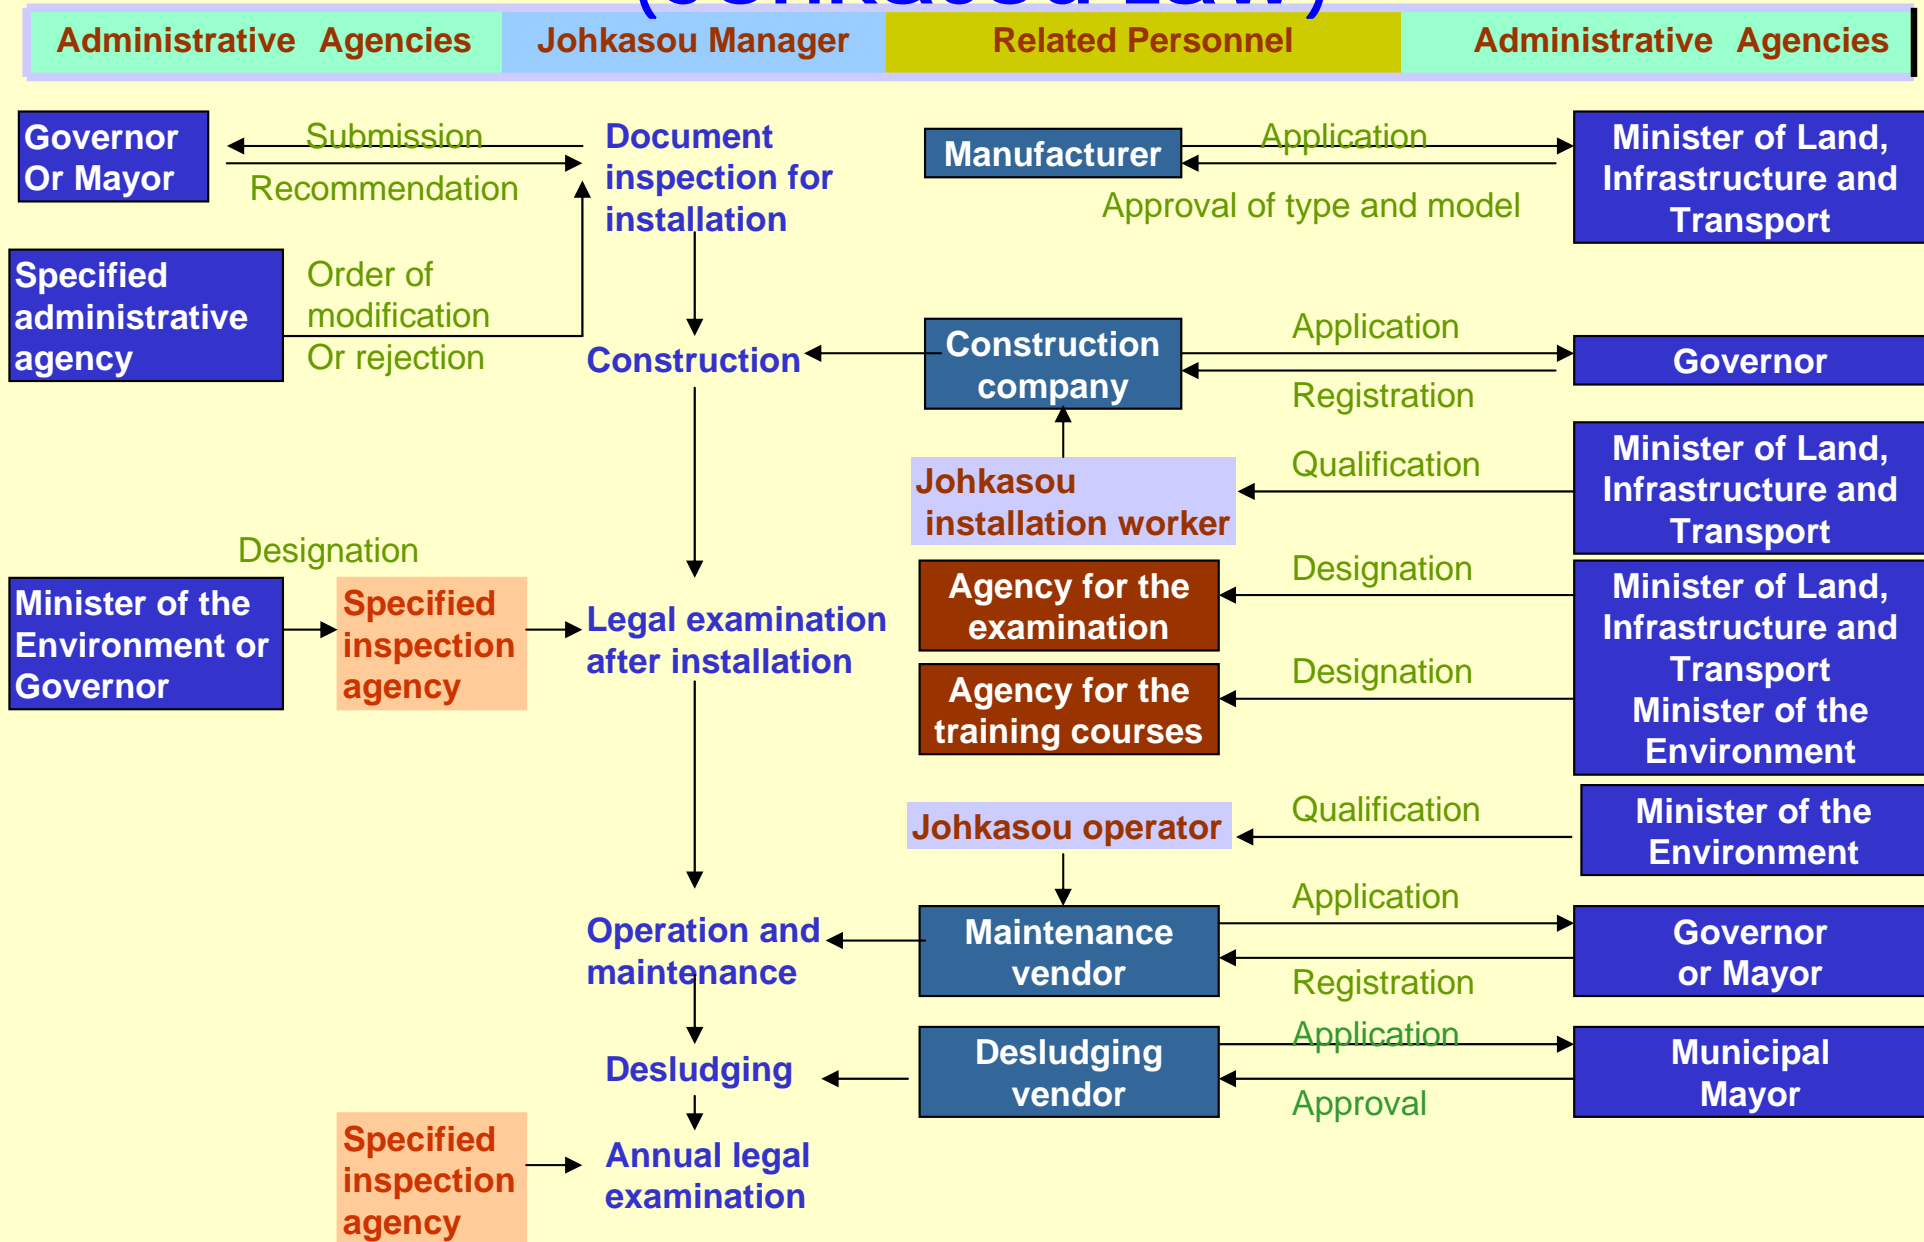 (Johkasou Law)
Administrative Agencies
Johkasou Manager
Related Personnel
Administrative Agencies
Governor
Or Mayor
Submission
Recommendation
Document
inspection for
installation
Manufacturer
Application
Approval of type and model
Minister of Land,
Infrastructure and
Transport
Specified
administrative
agency
Order of
modification
Or rejection
Construction
Construction
company
Application
Registration
Governor
Johkasou
installation worker
Qualification
Minister of Land,
Infrastructure and
Transport
Designation
Minister of the
Environment or
Governor
Specified
inspection
agency
Legal examination
after installation
Agency for the
examination
Designation
Agency for the
training courses
Designation
Minister of Land,
Infrastructure and
Transport
Minister of the
Environment
Johkasou operator
Qualification
Minister of the
Environment
Operation and
maintenance
Maintenance
vendor
Application
Registration
Governor
or Mayor
Desludging
Desludging
vendor
Application
Approval
Municipal
Mayor
Specified
inspection
agency
Annual legal
examination